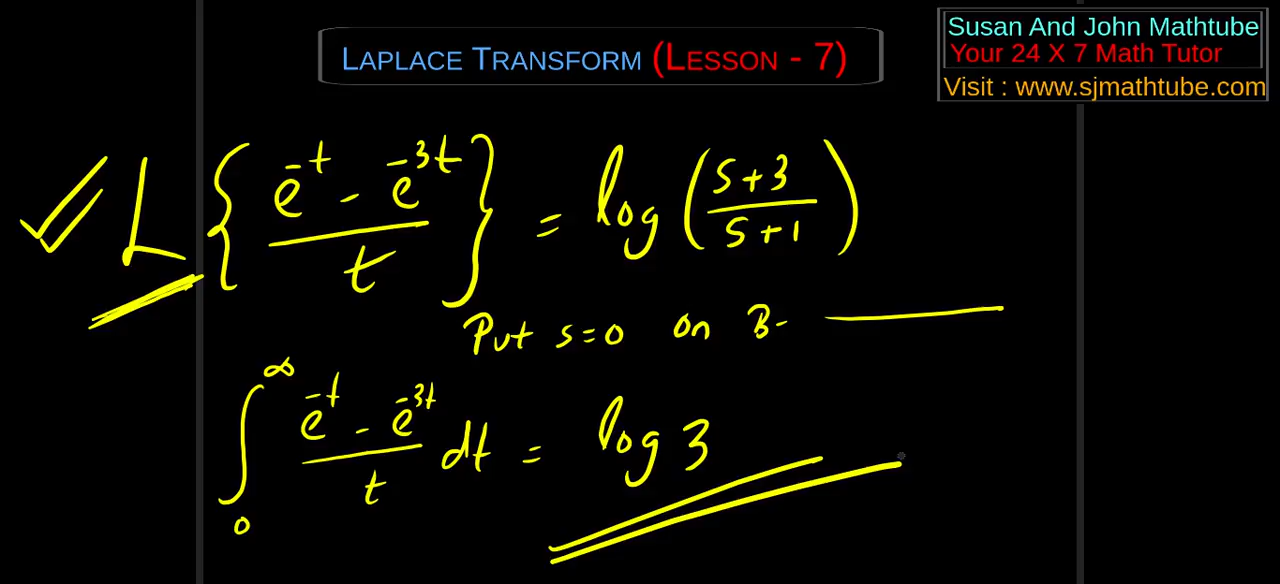 Susan And John Mathtube
Your 24 X 7 Math Tutor
Visit : www.sjmathtube.com
LAPLACE TRANSFORM (LESSON - 7)
L { (e^-t - e^-3t) / t } = log ( (s+3) / (s+1) )
Put s=0 on B-
∫_0^∞ (e^-t - e^-3t) / t dt = log 3